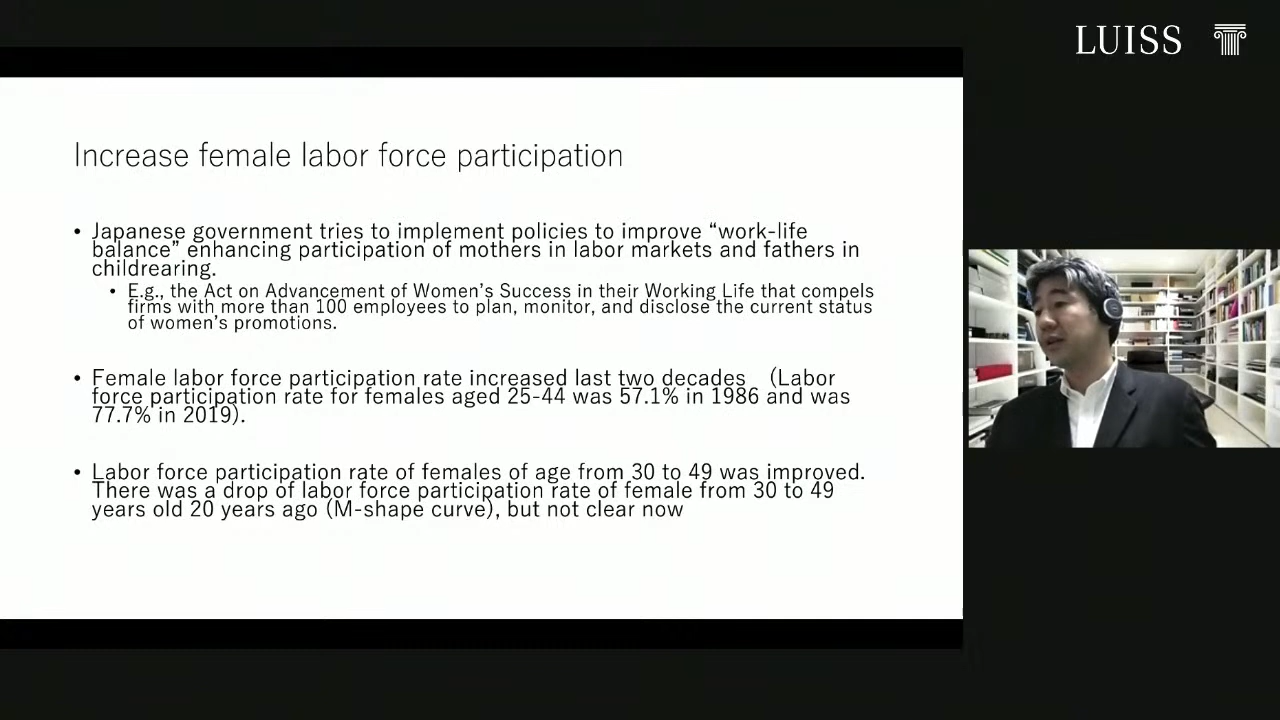 LUISS
Increase female labor force participation
• Japanese government tries to implement policies to improve “work-life
balance” enhancing participation of mothers in labor markets and fathers in
childrearing.
• E.g., the Act on Advancement of Women’s Success in their Working Life that compels
firms with more than 100 employees to plan, monitor, and disclose the current status
of women’s promotions.
• Female labor force participation rate increased last two decades (Labor
force participation rate for females aged 25-44 was 57.1% in 1986 and was
77.7% in 2019).
• Labor force participation rate of females of age from 30 to 49 was improved.
There was a drop of labor force participation rate of female from 30 to 49
years old 20 years ago (M-shape curve), but not clear now